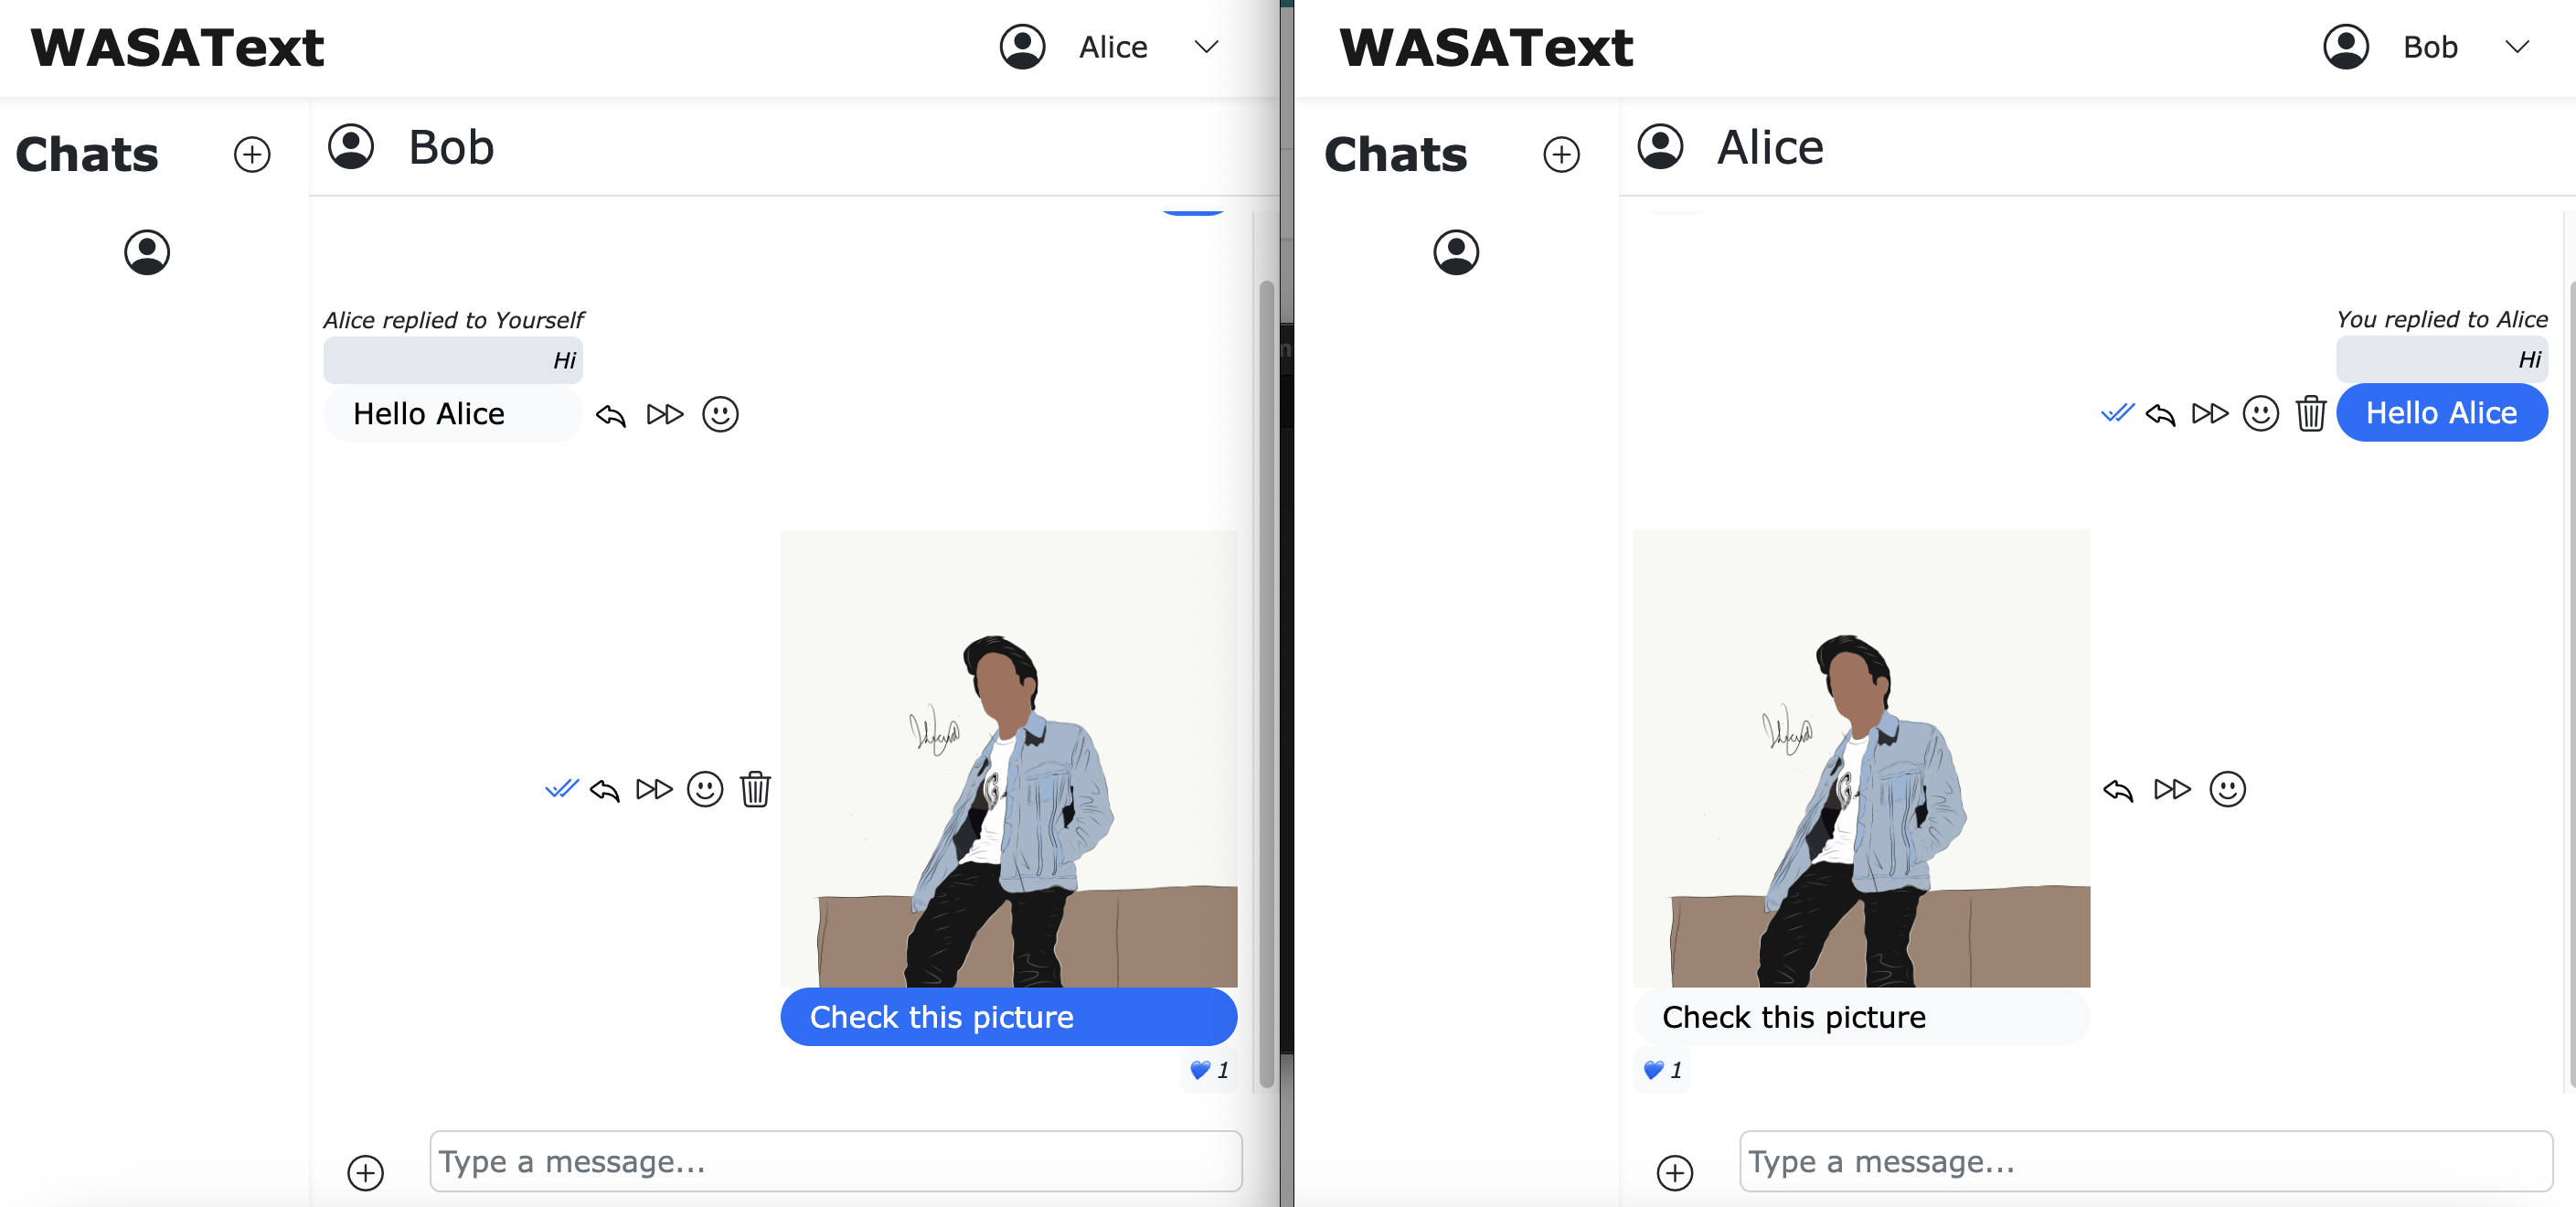 WASAText
Alice
Chats
Bob
Alice replied to Yourself
Hi
Hello Alice
Check this picture
💙 1
Type a message...
WASAText
Bob
Chats
Alice
You replied to Alice
Hi
Hello Alice
Check this picture
💙 1
Type a message...